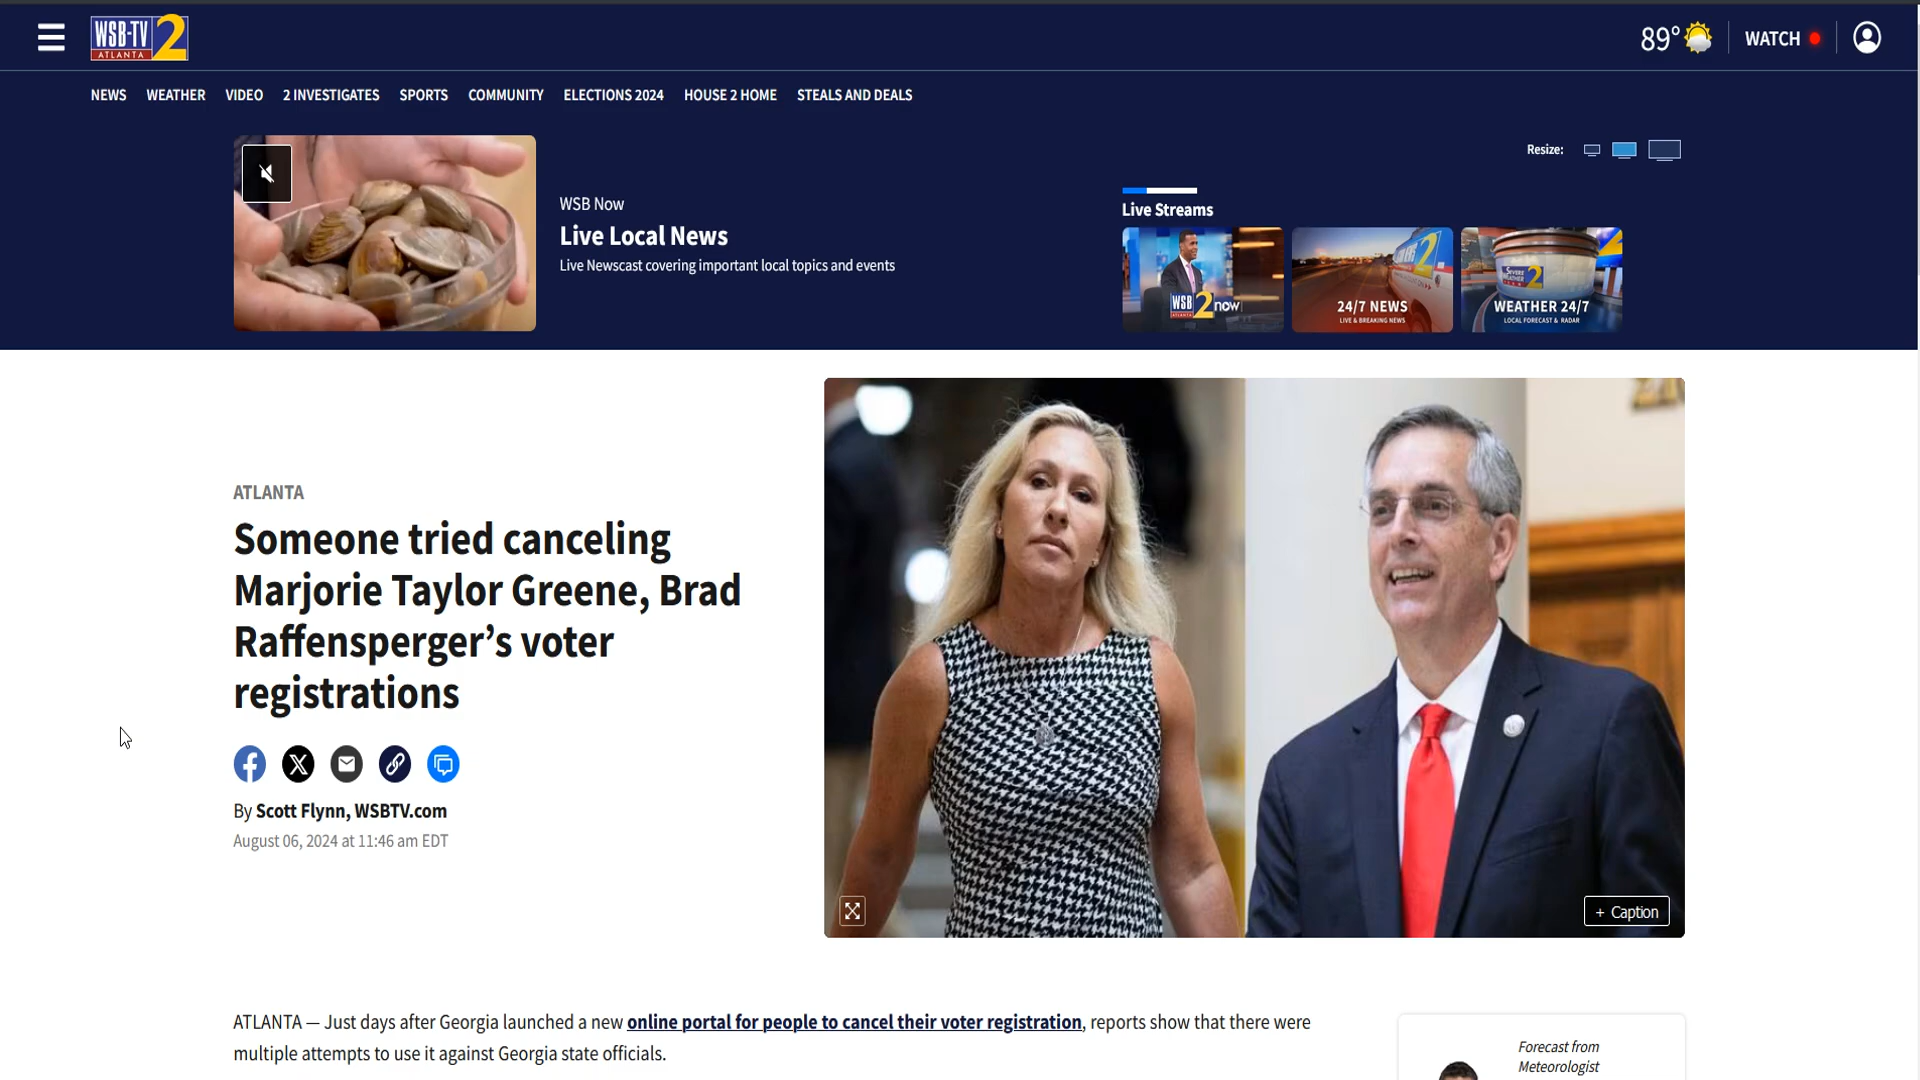 WSB-TV 2
ATLANTA
89°
WATCH
NEWS WEATHER VIDEO 2 INVESTIGATES SPORTS COMMUNITY ELECTIONS 2024 HOUSE 2 HOME STEALS AND DEALS
Resize:
WSB Now
Live Local News
Live Newscast covering important local topics and events
Live Streams
WSB 2 now
24/7 NEWS
LIVE & BREAKING NEWS
SEVERE WEATHER 2
WEATHER 24/7
LOCAL FORECAST & RADAR
ATLANTA
Someone tried canceling
Marjorie Taylor Greene, Brad
Raffensperger’s voter
registrations
By Scott Flynn, WSBTV.com
August 06, 2024 at 11:46 am EDT
+ Caption
ATLANTA — Just days after Georgia launched a new online portal for people to cancel their voter registration, reports show that there were
multiple attempts to use it against Georgia state officials.
Forecast from
Meteorologist